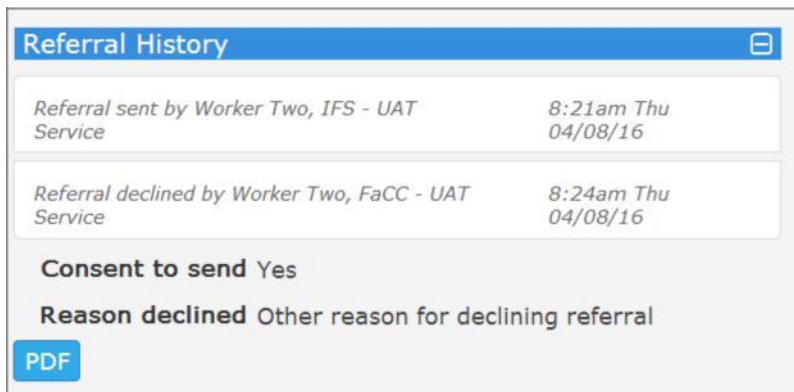 Referral History
Referral sent by Worker Two, IFS - UAT
Service
8:21am Thu
04/08/16
Referral declined by Worker Two, FaCC - UAT
Service
8:24am Thu
04/08/16
Consent to send Yes
Reason declined Other reason for declining referral
PDF